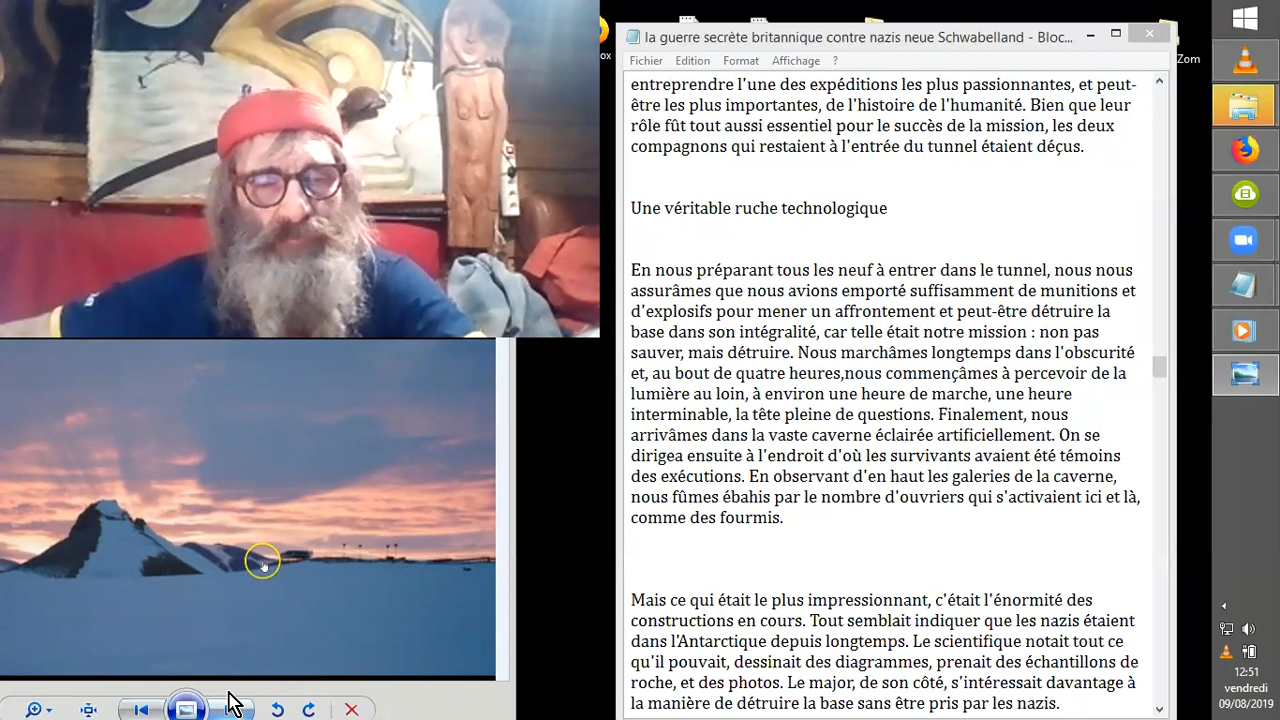 la guerre secrète britannique contre nazis neue Schwabelland - Bloc...
Fichier Edition Format Affichage ?
entreprendre l'une des expéditions les plus passionnantes, et peut-
être les plus importantes, de l'histoire de l'humanité. Bien que leur
rôle fût tout aussi essentiel pour le succès de la mission, les deux
compagnons qui restaient à l'entrée du tunnel étaient déçus.
Une véritable ruche technologique
En nous préparant tous les neuf à entrer dans le tunnel, nous nous
assurâmes que nous avions emporté suffisamment de munitions et
d'explosifs pour mener un affrontement et peut-être détruire la
base dans son intégralité, car telle était notre mission : non pas
sauver, mais détruire. Nous marchâmes longtemps dans l'obscurité
et, au bout de quatre heures,nous commençâmes à percevoir de la
lumière au loin, à environ une heure de marche, une heure
interminable, la tête pleine de questions. Finalement, nous
arrivâmes dans la vaste caverne éclairée artificiellement. On se
dirigea ensuite à l'endroit d'où les survivants avaient été témoins
des exécutions. En observant d'en haut les galeries de la caverne,
nous fûmes ébahis par le nombre d'ouvriers qui s'activaient ici et là,
comme des fourmis.
Mais ce qui était le plus impressionnant, c'était l'énormité des
constructions en cours. Tout semblait indiquer que les nazis étaient
dans l'Antarctique depuis longtemps. Le scientifique notait tout ce
qu'il pouvait, dessinait des diagrammes, prenait des échantillons de
roche, et des photos. Le major, de son côté, s'intéressait davantage à
la manière de détruire la base sans être pris par les nazis.
ox
Zom
12:51
vendredi
09/08/2019